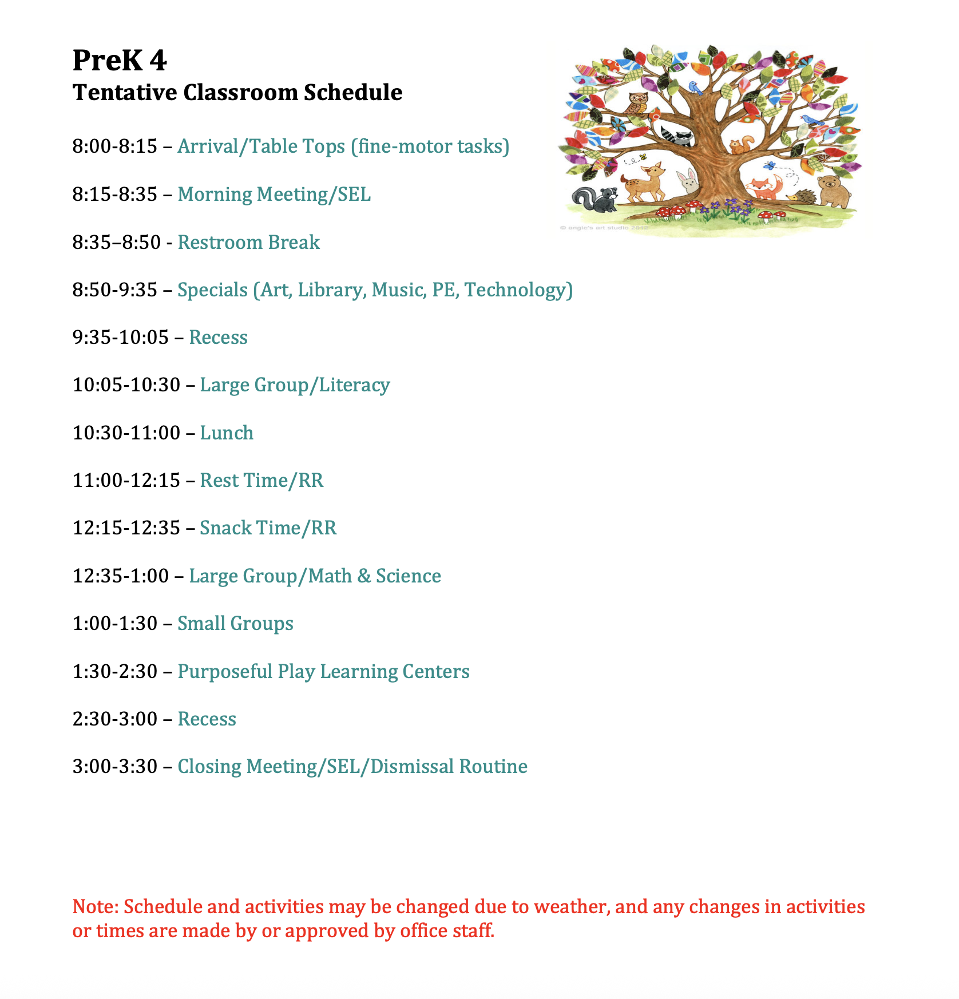 PreK 4
Tentative Classroom Schedule
8:00-8:15 – Arrival/Table Tops (fine-motor tasks)
8:15-8:35 – Morning Meeting/SEL
8:35–8:50 - Restroom Break
© angie's art studio 2012
8:50-9:35 – Specials (Art, Library, Music, PE, Technology)
9:35-10:05 – Recess
10:05-10:30 – Large Group/Literacy
10:30-11:00 – Lunch
11:00-12:15 – Rest Time/RR
12:15-12:35 – Snack Time/RR
12:35-1:00 – Large Group/Math & Science
1:00-1:30 – Small Groups
1:30-2:30 – Purposeful Play Learning Centers
2:30-3:00 – Recess
3:00-3:30 – Closing Meeting/SEL/Dismissal Routine
Note: Schedule and activities may be changed due to weather, and any changes in activities
or times are made by or approved by office staff.